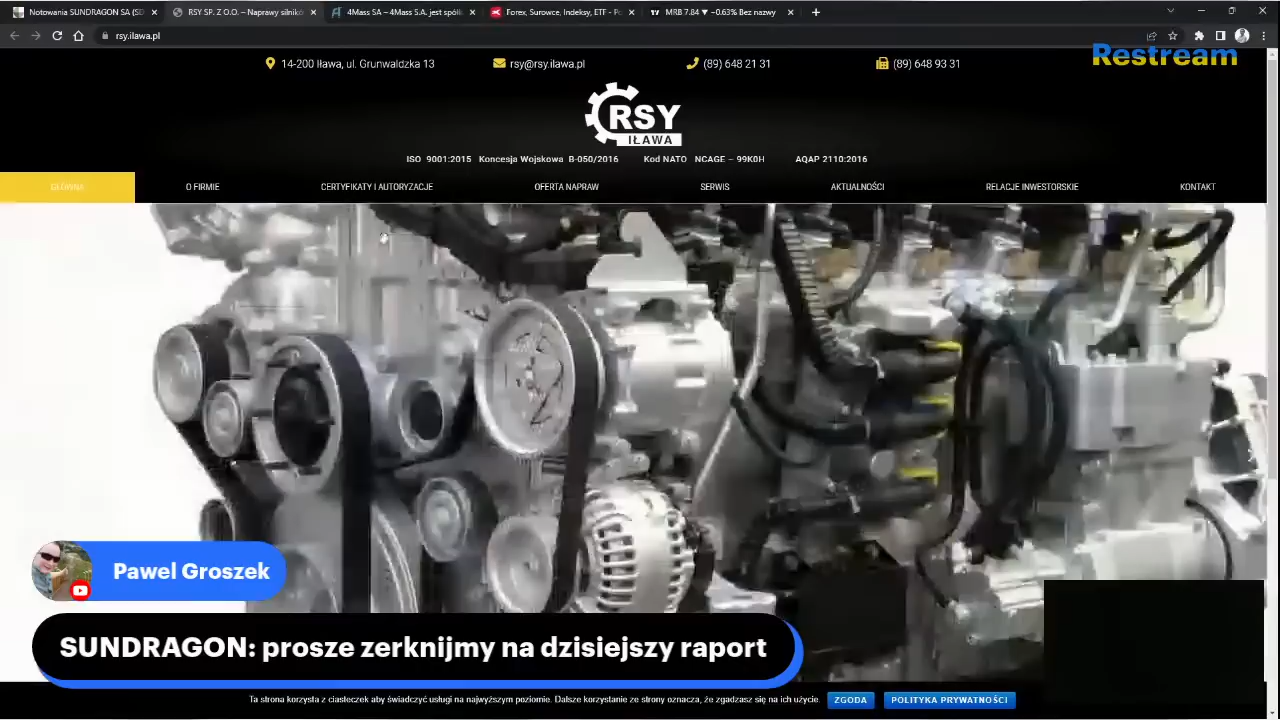 Notowania SUNDRAGON SA (SD
RSY SP. Z O.O. – Naprawy silnikó
4Mass SA – 4Mass S.A. jest spółk
Forex, Surowce, Indeksy, ETF - Po
MRB 7.84 ▼ −0.63% Bez nazwy
rsy.ilawa.pl
Restream
14-200 Iława, ul. Grunwaldzka 13
rsy@rsy.ilawa.pl
(89) 648 21 31
(89) 648 93 31
RSY
IŁAWA
ISO 9001:2015 Koncesja Wojskowa B-050/2016 Kod NATO NCAGE – 99K0H AQAP 2110:2016
GŁÓWNA
O FIRMIE
CERTYFIKATY I AUTORYZACJE
OFERTA NAPRAW
SERWIS
AKTUALNOŚCI
RELACJE INWESTORSKIE
KONTAKT
Pawel Groszek
SUNDRAGON: prosze zerknijmy na dzisiejszy raport
Ta strona korzysta z ciasteczek aby świadczyć usługi na najwyższym poziomie. Dalsze korzystanie ze strony oznacza, że zgadzasz się na ich użycie.
ZGODA
POLITYKA PRYWATNOŚCI